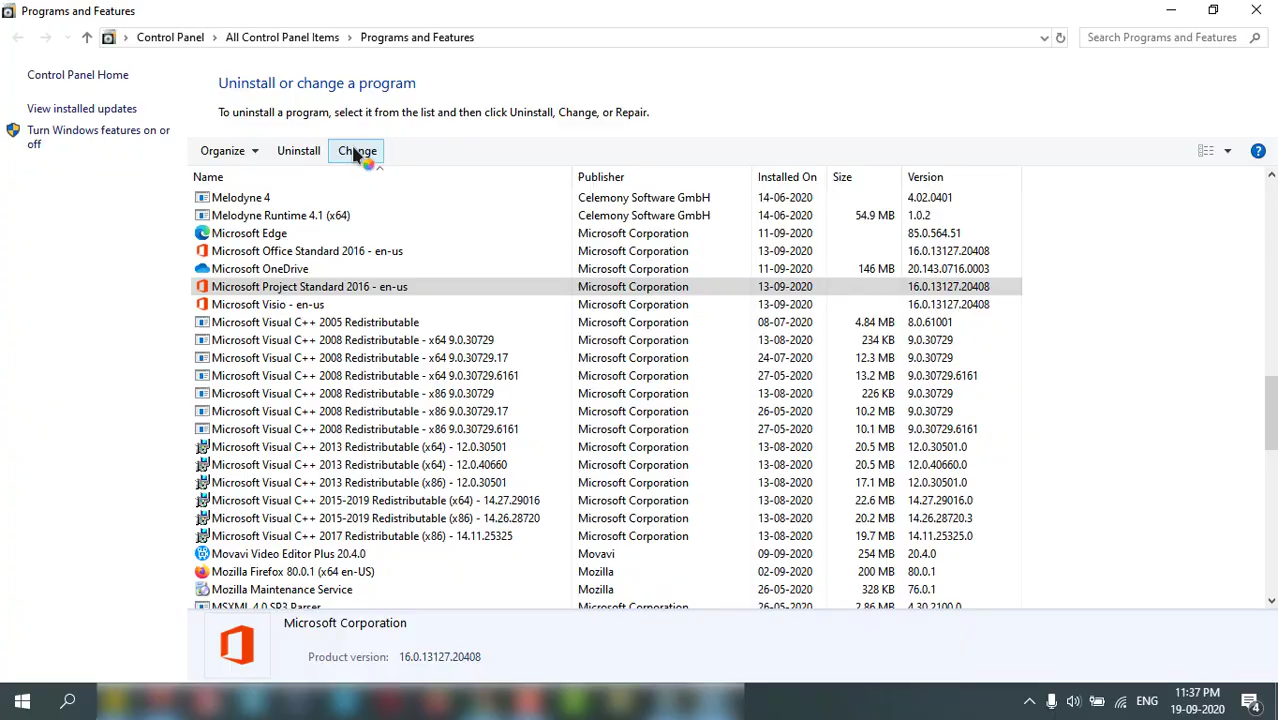 Programs and Features
Control Panel
All Control Panel Items
Programs and Features
Search Programs and Features
Control Panel Home
View installed updates
Turn Windows features on or
off
Uninstall or change a program
To uninstall a program, select it from the list and then click Uninstall, Change, or Repair.
Organize Uninstall Change
Name Publisher Installed On Size Version
Melodyne 4 Celemony Software GmbH 14-06-2020 4.02.0401
Melodyne Runtime 4.1 (x64) Celemony Software GmbH 14-06-2020 54.9 MB 1.0.2
Microsoft Edge Microsoft Corporation 11-09-2020 85.0.564.51
Microsoft Office Standard 2016 - en-us Microsoft Corporation 13-09-2020 16.0.13127.20408
Microsoft OneDrive Microsoft Corporation 11-09-2020 146 MB 20.143.0716.0003
Microsoft Project Standard 2016 - en-us Microsoft Corporation 13-09-2020 16.0.13127.20408
Microsoft Visio - en-us Microsoft Corporation 13-09-2020 16.0.13127.20408
Microsoft Visual C++ 2005 Redistributable Microsoft Corporation 08-07-2020 4.84 MB 8.0.61001
Microsoft Visual C++ 2008 Redistributable - x64 9.0.30729 Microsoft Corporation 13-08-2020 234 KB 9.0.30729
Microsoft Visual C++ 2008 Redistributable - x64 9.0.30729.17 Microsoft Corporation 24-07-2020 12.3 MB 9.0.30729
Microsoft Visual C++ 2008 Redistributable - x64 9.0.30729.6161 Microsoft Corporation 27-05-2020 13.2 MB 9.0.30729.6161
Microsoft Visual C++ 2008 Redistributable - x86 9.0.30729 Microsoft Corporation 13-08-2020 226 KB 9.0.30729
Microsoft Visual C++ 2008 Redistributable - x86 9.0.30729.17 Microsoft Corporation 26-05-2020 10.2 MB 9.0.30729
Microsoft Visual C++ 2008 Redistributable - x86 9.0.30729.6161 Microsoft Corporation 27-05-2020 10.1 MB 9.0.30729.6161
Microsoft Visual C++ 2013 Redistributable (x64) - 12.0.30501 Microsoft Corporation 13-08-2020 20.5 MB 12.0.30501.0
Microsoft Visual C++ 2013 Redistributable (x64) - 12.0.40660 Microsoft Corporation 13-08-2020 20.5 MB 12.0.40660.0
Microsoft Visual C++ 2013 Redistributable (x86) - 12.0.30501 Microsoft Corporation 13-08-2020 17.1 MB 12.0.30501.0
Microsoft Visual C++ 2015-2019 Redistributable (x64) - 14.27.29016 Microsoft Corporation 13-08-2020 22.6 MB 14.27.29016.0
Microsoft Visual C++ 2015-2019 Redistributable (x86) - 14.26.28720 Microsoft Corporation 13-08-2020 20.2 MB 14.26.28720.3
Microsoft Visual C++ 2017 Redistributable (x86) - 14.11.25325 Microsoft Corporation 13-08-2020 19.7 MB 14.11.25325.0
Movavi Video Editor Plus 20.4.0 Movavi 09-09-2020 254 MB 20.4.0
Mozilla Firefox 80.0.1 (x64 en-US) Mozilla 02-09-2020 200 MB 80.0.1
Mozilla Maintenance Service Mozilla 26-05-2020 328 KB 76.0.1
MSXML 4.0 SP3 Parser Microsoft Corporation 26-05-2020 2.86 MB 4.30.2100.0
Microsoft Corporation
Product version: 16.0.13127.20408
ENG
11:37 PM
19-09-2020
4